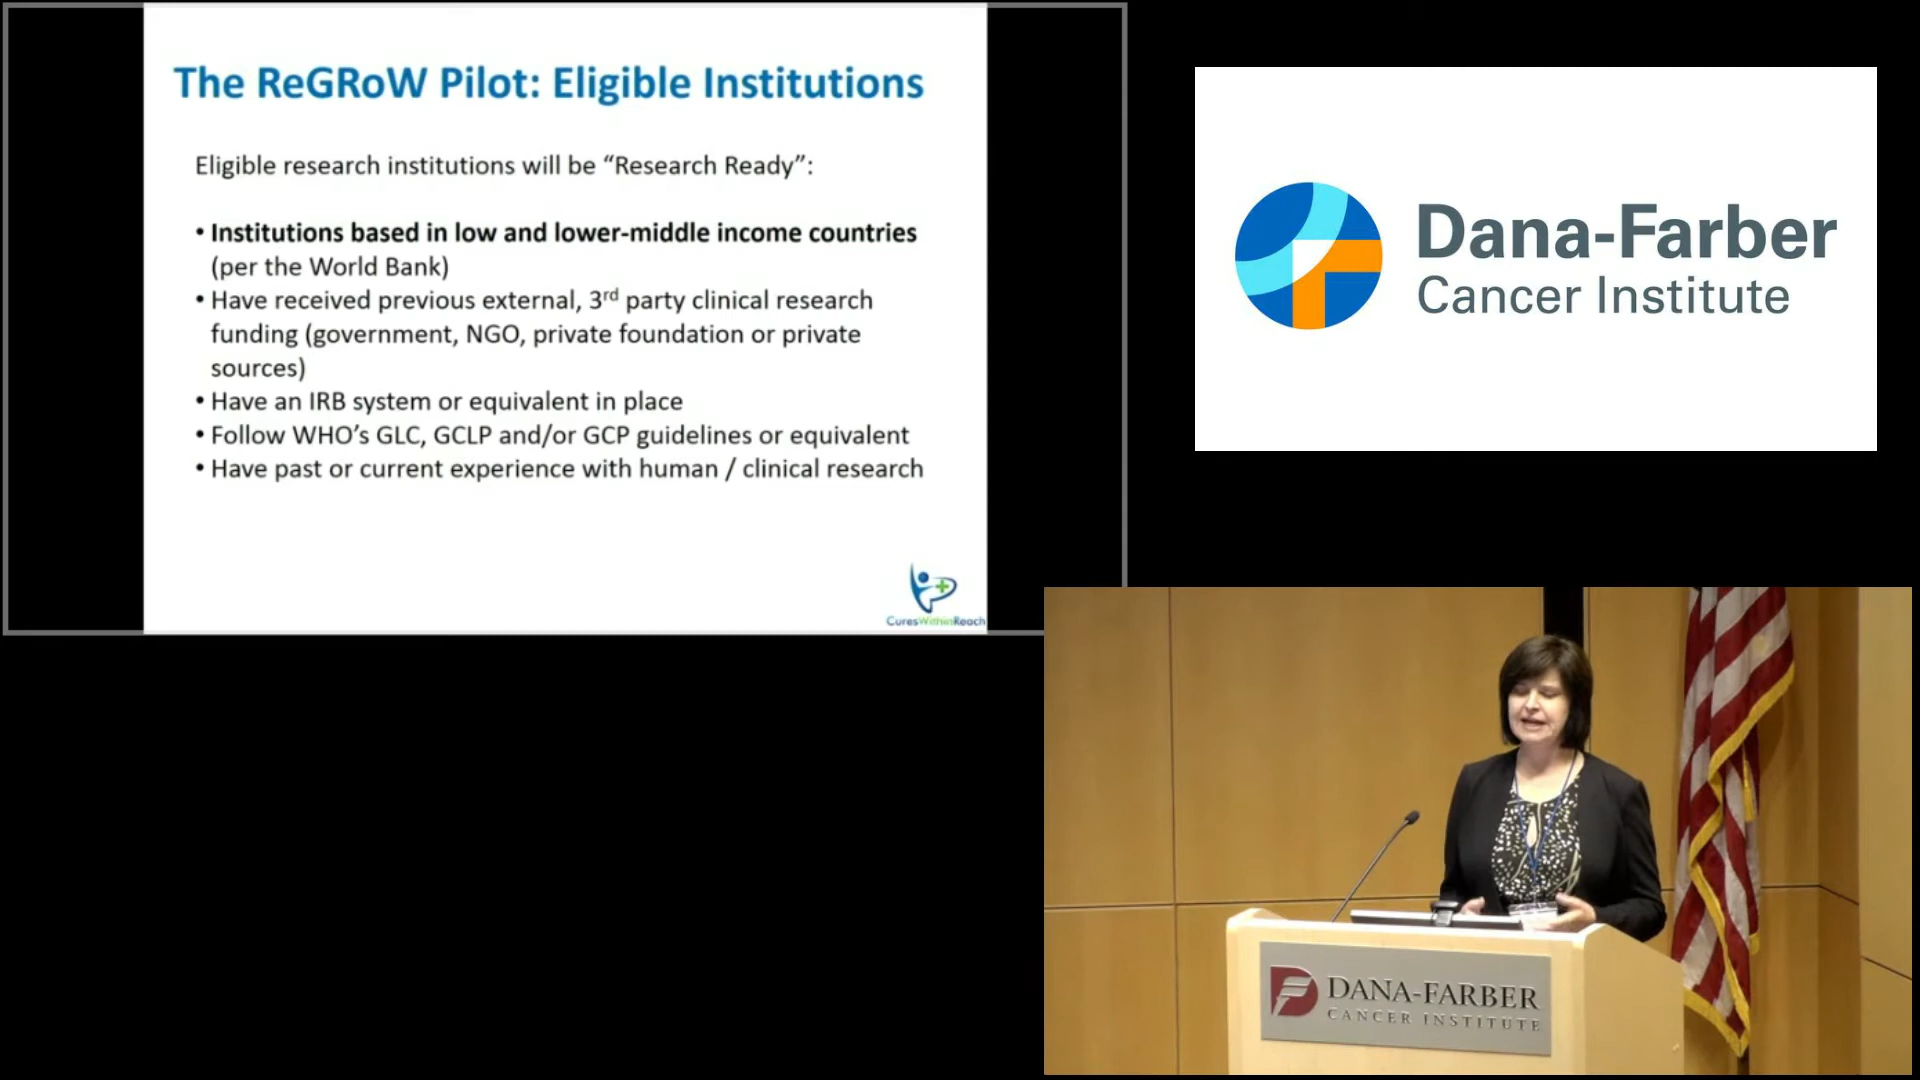 The ReGRoW Pilot: Eligible Institutions
Eligible research institutions will be “Research Ready”:
• Institutions based in low and lower-middle income countries
(per the World Bank)
• Have received previous external, 3rd party clinical research
funding (government, NGO, private foundation or private
sources)
• Have an IRB system or equivalent in place
• Follow WHO’s GLC, GCLP and/or GCP guidelines or equivalent
• Have past or current experience with human / clinical research
CuresWithinReach
Dana-Farber
Cancer Institute
DANA-FARBER
CANCER INSTITUTE